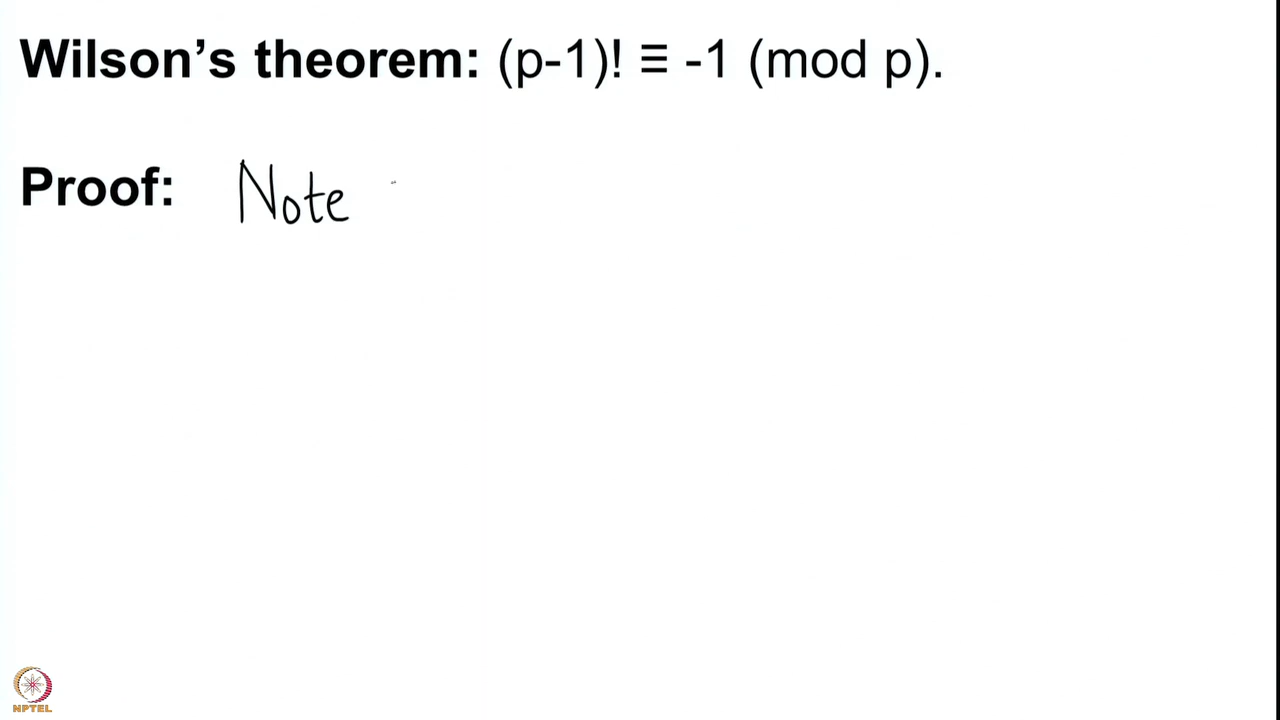 Wilson’s theorem: (p-1)! ≡ -1 (mod p).
Proof: Note
NPTEL